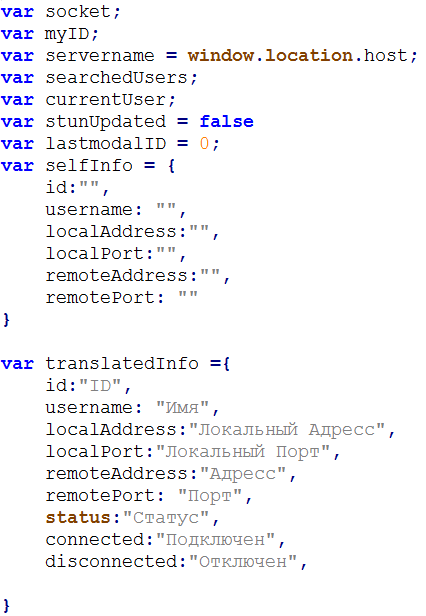 var socket;
var myID;
var servername = window.location.host;
var searchedUsers;
var currentUser;
var stunUpdated = false
var lastmodalID = 0;
var selfInfo = {
    id:"",
    username: "",
    localAddress:"",
    localPort:"",
    remoteAddress:"",
    remotePort: ""
}

var translatedInfo ={
    id:"ID",
    username: "Имя",
    localAddress:"Локальный Адресс",
    localPort:"Локальный Порт",
    remoteAddress:"Адресс",
    remotePort: "Порт",
    status:"Статус",
    connected:"Подключен",
    disconnected:"Отключен",

}